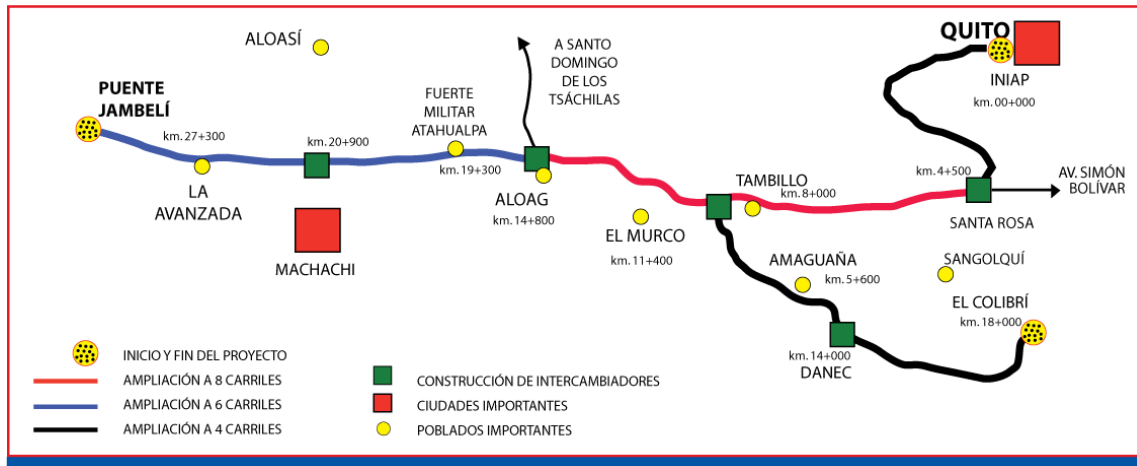 ALOASÍ
A SANTO
DOMINGO
DE LOS
TSÁCHILAS
QUITO
INIAP
km. 00+000
PUENTE
JAMBELÍ
km. 27+300
LA
AVANZADA
km. 20+900
MACHACHI
FUERTE
MILITAR
ATAHUALPA
km. 19+300
ALOAG
km. 14+800
EL MURCO
km. 11+400
TAMBILLO
km. 8+000
km. 4+500
SANTA ROSA
AV. SIMÓN
BOLÍVAR
AMAGUAÑA
km. 5+600
SANGOLQUÍ
EL COLIBRÍ
km. 18+000
km. 14+000
DANEC
INICIO Y FIN DEL PROYECTO
AMPLIACIÓN A 8 CARRILES
AMPLIACIÓN A 6 CARRILES
AMPLIACIÓN A 4 CARRILES
CONSTRUCCIÓN DE INTERCAMBIADORES
CIUDADES IMPORTANTES
POBLADOS IMPORTANTES